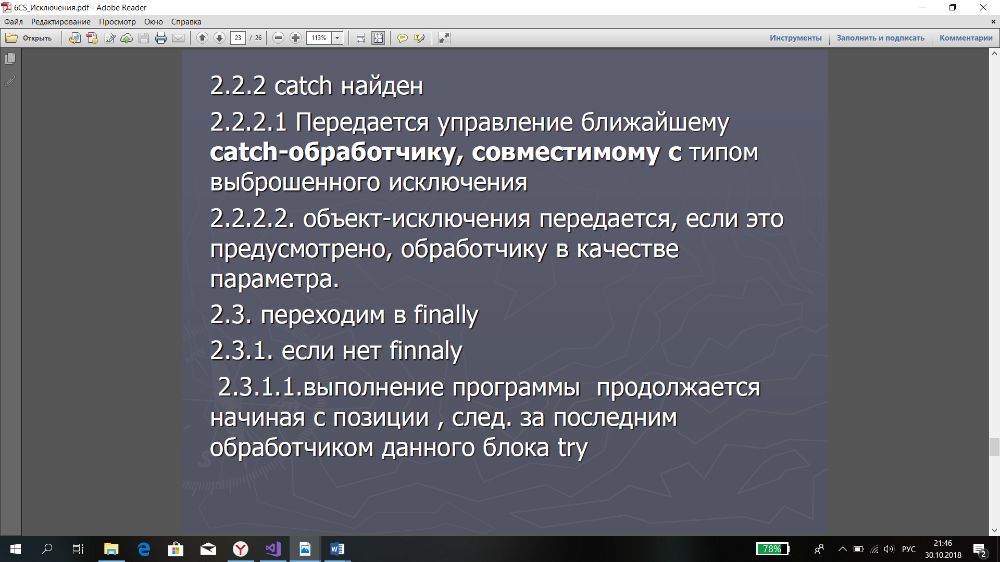 6CS_Исключения.pdf - Adobe Reader
Файл Редактирование Просмотр Окно Справка
Открыть 23 / 26 113% Инструменты Заполнить и подписать Комментарии
2.2.2 catch найден
2.2.2.1 Передается управление ближайшему
catch-обработчику, совместимому с типом
выброшенного исключения
2.2.2.2. объект-исключения передается, если это
предусмотрено, обработчику в качестве
параметра.
2.3. переходим в finally
2.3.1. если нет finnaly
2.3.1.1.выполнение программы продолжается
начиная с позиции , след. за последним
обработчиком данного блока try
78% РУС 21:46
30.10.2018 2